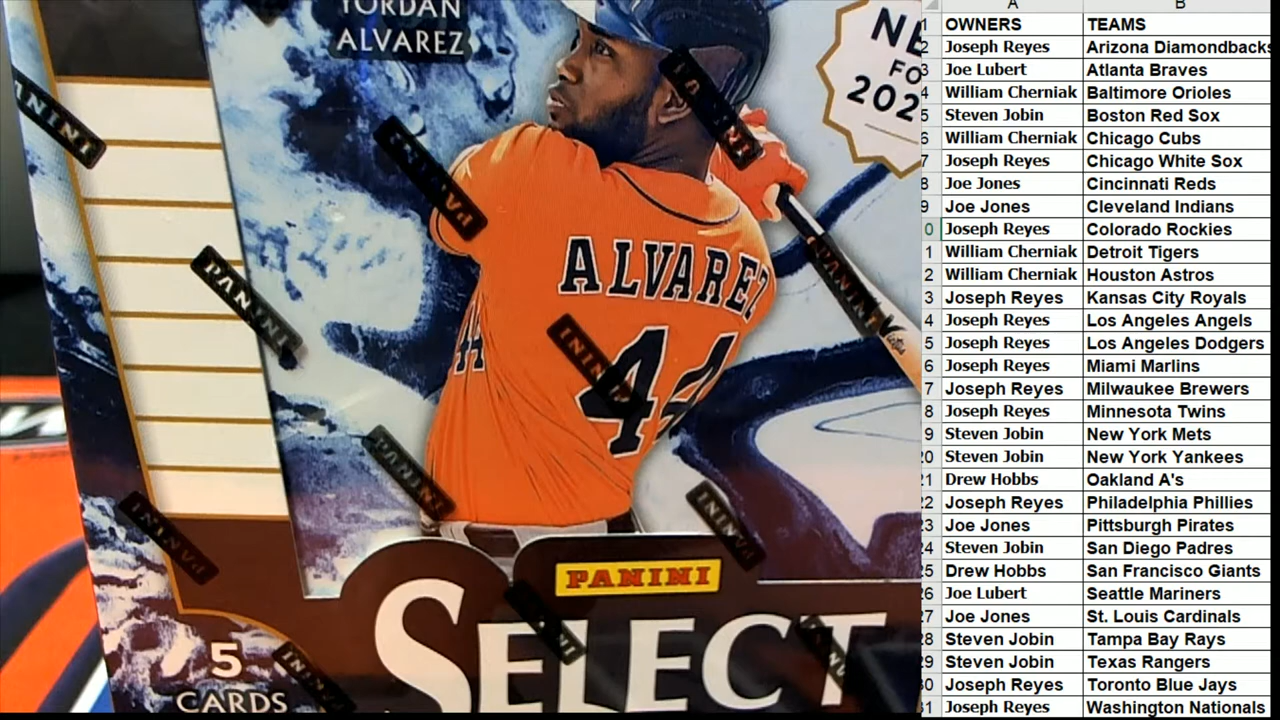 YORDAN
ALVAREZ
NE
FO
202
PANINI
ALVAREZ
44
44
PANINI
SELECT
5
CARDS
A B
1 OWNERS TEAMS
2 Joseph Reyes Arizona Diamondbacks
3 Joe Lubert Atlanta Braves
4 William Cherniak Baltimore Orioles
5 Steven Jobin Boston Red Sox
6 William Cherniak Chicago Cubs
7 Joseph Reyes Chicago White Sox
8 Joe Jones Cincinnati Reds
9 Joe Jones Cleveland Indians
0 Joseph Reyes Colorado Rockies
1 William Cherniak Detroit Tigers
2 William Cherniak Houston Astros
3 Joseph Reyes Kansas City Royals
4 Joseph Reyes Los Angeles Angels
5 Joseph Reyes Los Angeles Dodgers
6 Joseph Reyes Miami Marlins
7 Joseph Reyes Milwaukee Brewers
8 Joseph Reyes Minnesota Twins
9 Steven Jobin New York Mets
20 Steven Jobin New York Yankees
21 Drew Hobbs Oakland A's
22 Joseph Reyes Philadelphia Phillies
23 Joe Jones Pittsburgh Pirates
24 Steven Jobin San Diego Padres
25 Drew Hobbs San Francisco Giants
26 Joe Lubert Seattle Mariners
27 Joe Jones St. Louis Cardinals
28 Steven Jobin Tampa Bay Rays
29 Steven Jobin Texas Rangers
30 Joseph Reyes Toronto Blue Jays
31 Joseph Reyes Washington Nationals